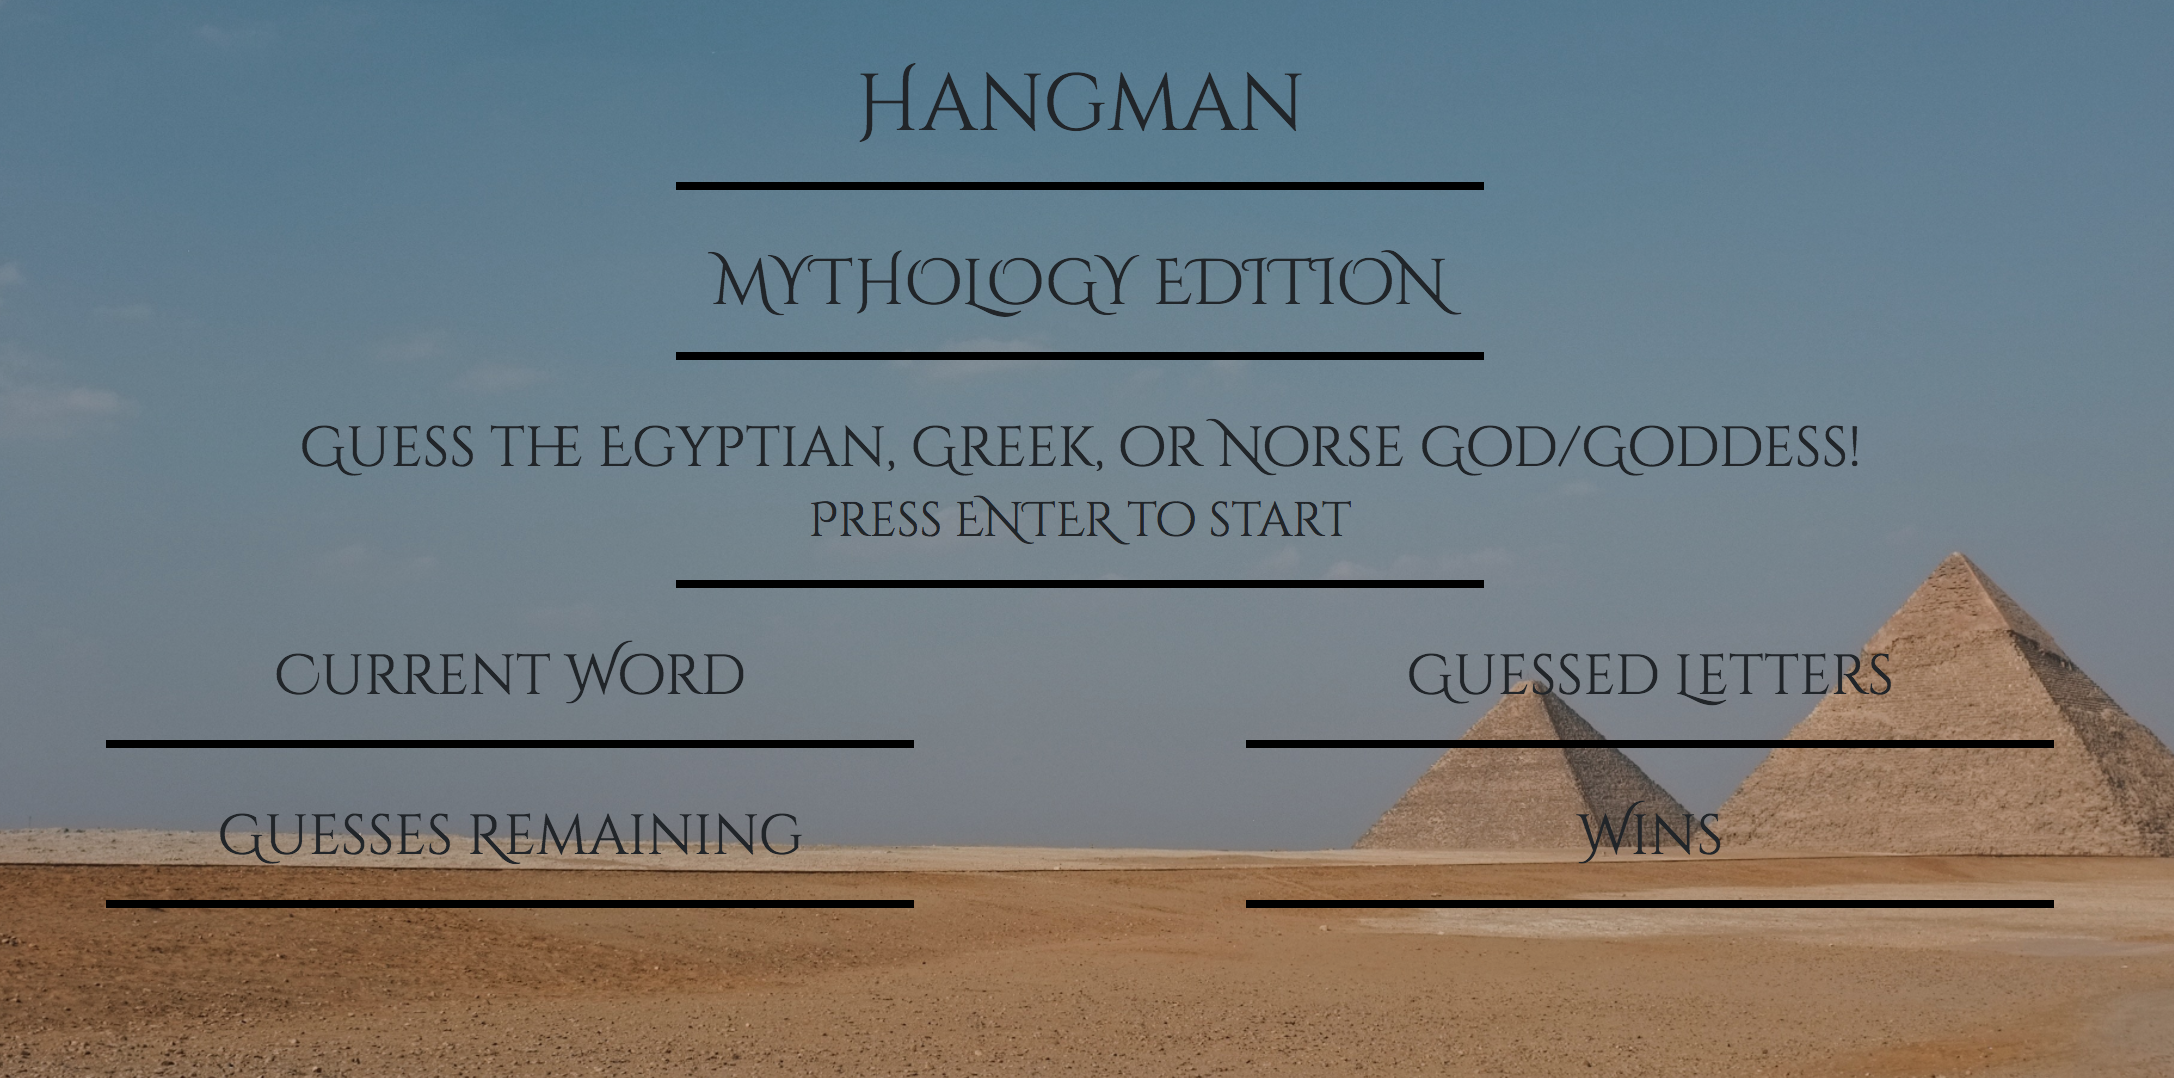 Hangman
Mythology Edition
Guess the Egyptian, Greek, or Norse God/Goddess!
Press Enter to start
Current Word
Guessed Letters
Guesses Remaining
Wins